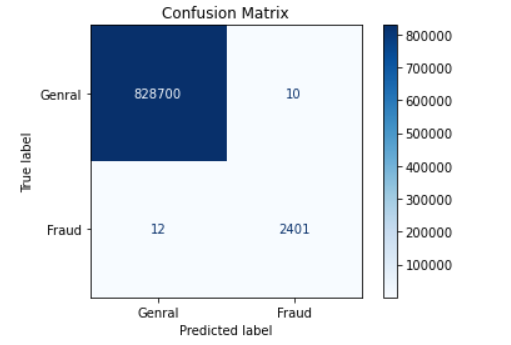 Confusion Matrix
True label
Genral
828700
10
Fraud
12
2401
Genral
Fraud
Predicted label
800000
700000
600000
500000
400000
300000
200000
100000